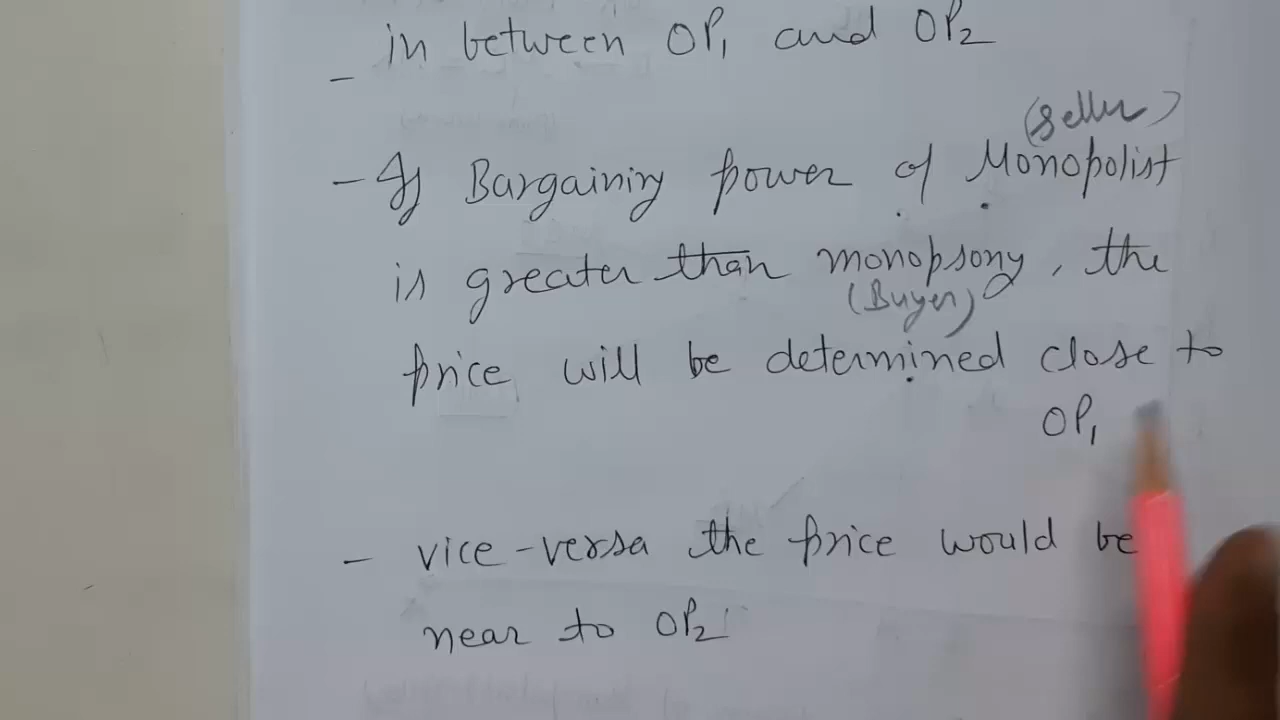 in between OP1 and OP2
-
(seller)
- If Bargaining power of Monopolist
is greater than monopsony, the
(Buyer)
price will be determined close to
OP1
- vice-versa the price would be
near to OP2